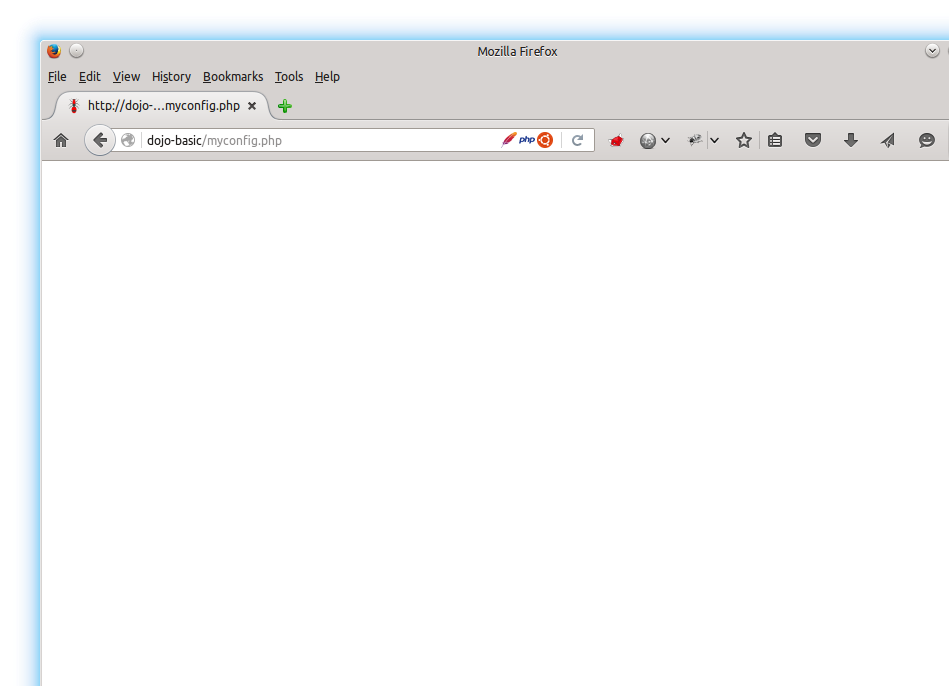 Mozilla Firefox
File Edit View History Bookmarks Tools Help
http://dojo-...myconfig.php
dojo-basic/myconfig.php php